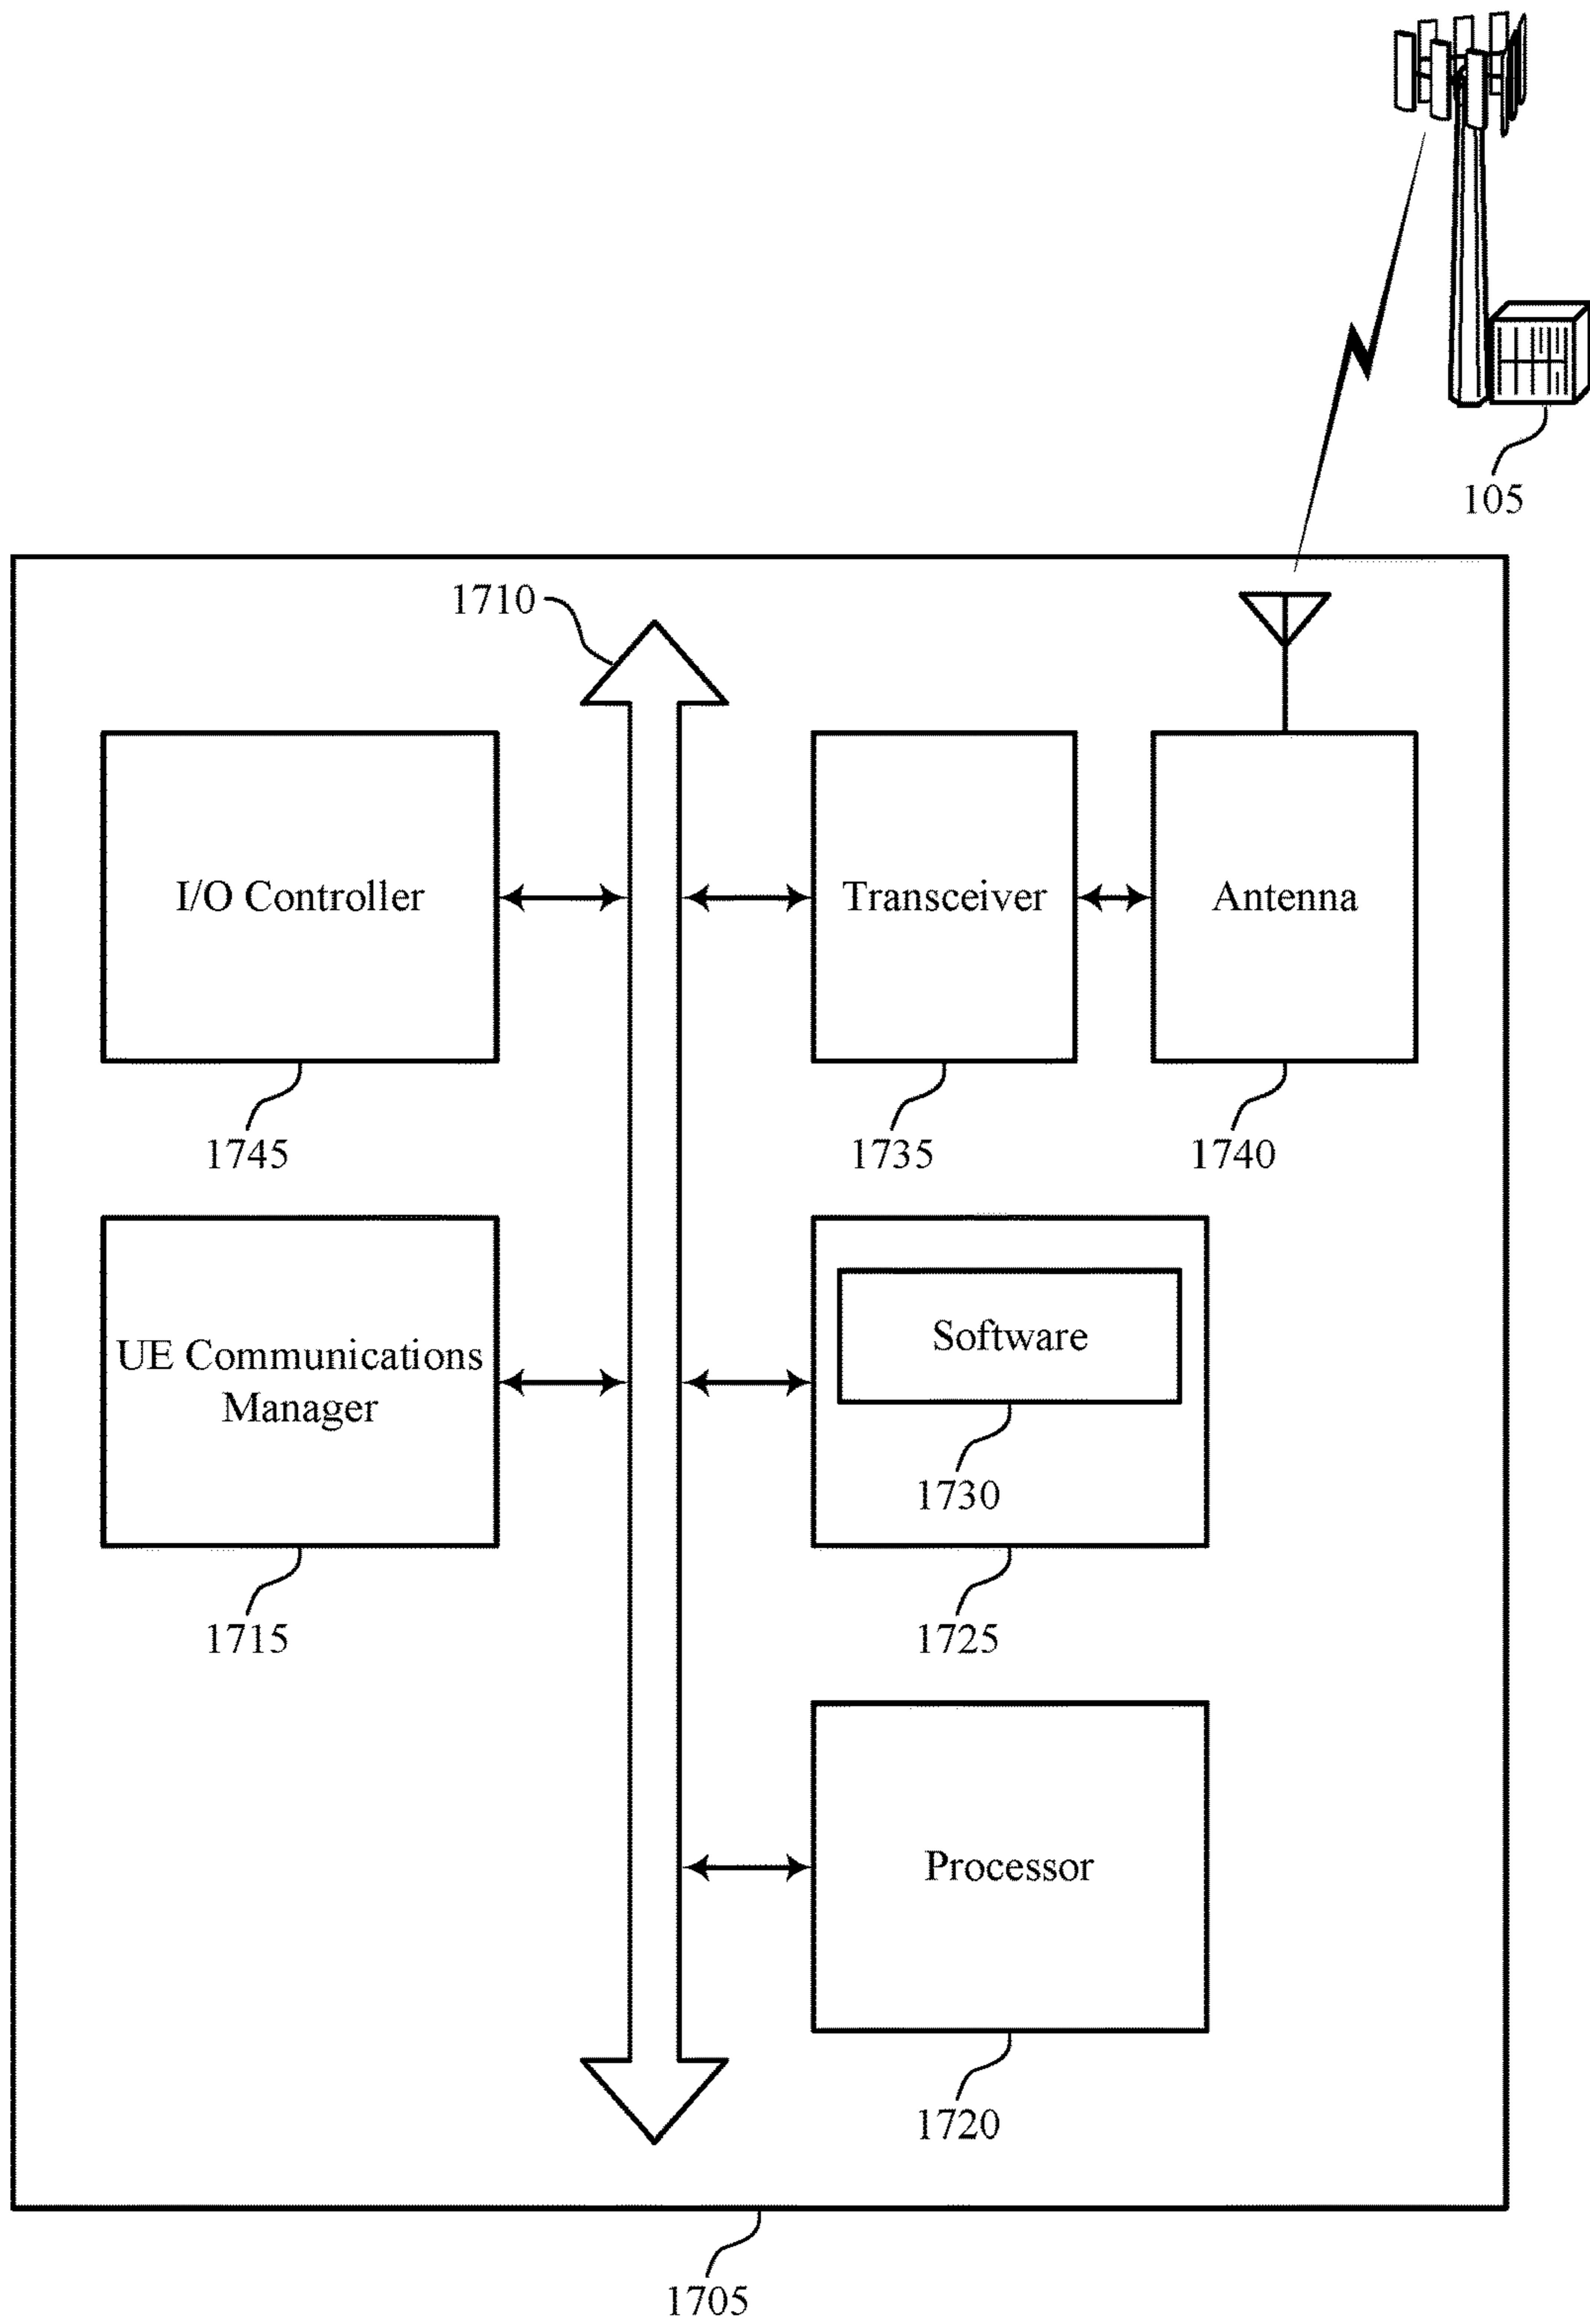 105
1710
I/O Controller
Transceiver
Antenna
1745
1735
1740
UE Communications
Manager
Software
1730
1715
1725
Processor
1720
1705